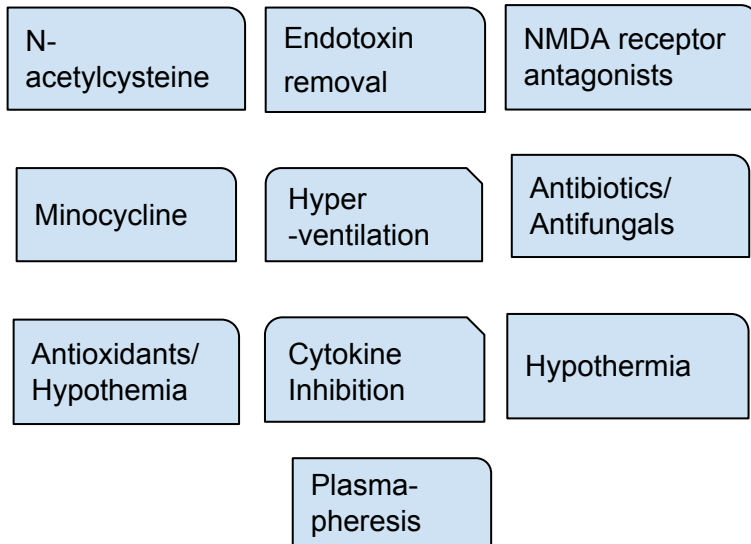 N-
acetylcysteine
Endotoxin
removal
NMDA receptor
antagonists
Minocycline
Hyper
-ventilation
Antibiotics/
Antifungals
Antioxidants/
Hypothemia
Cytokine
Inhibition
Hypothermia
Plasma-
pheresis